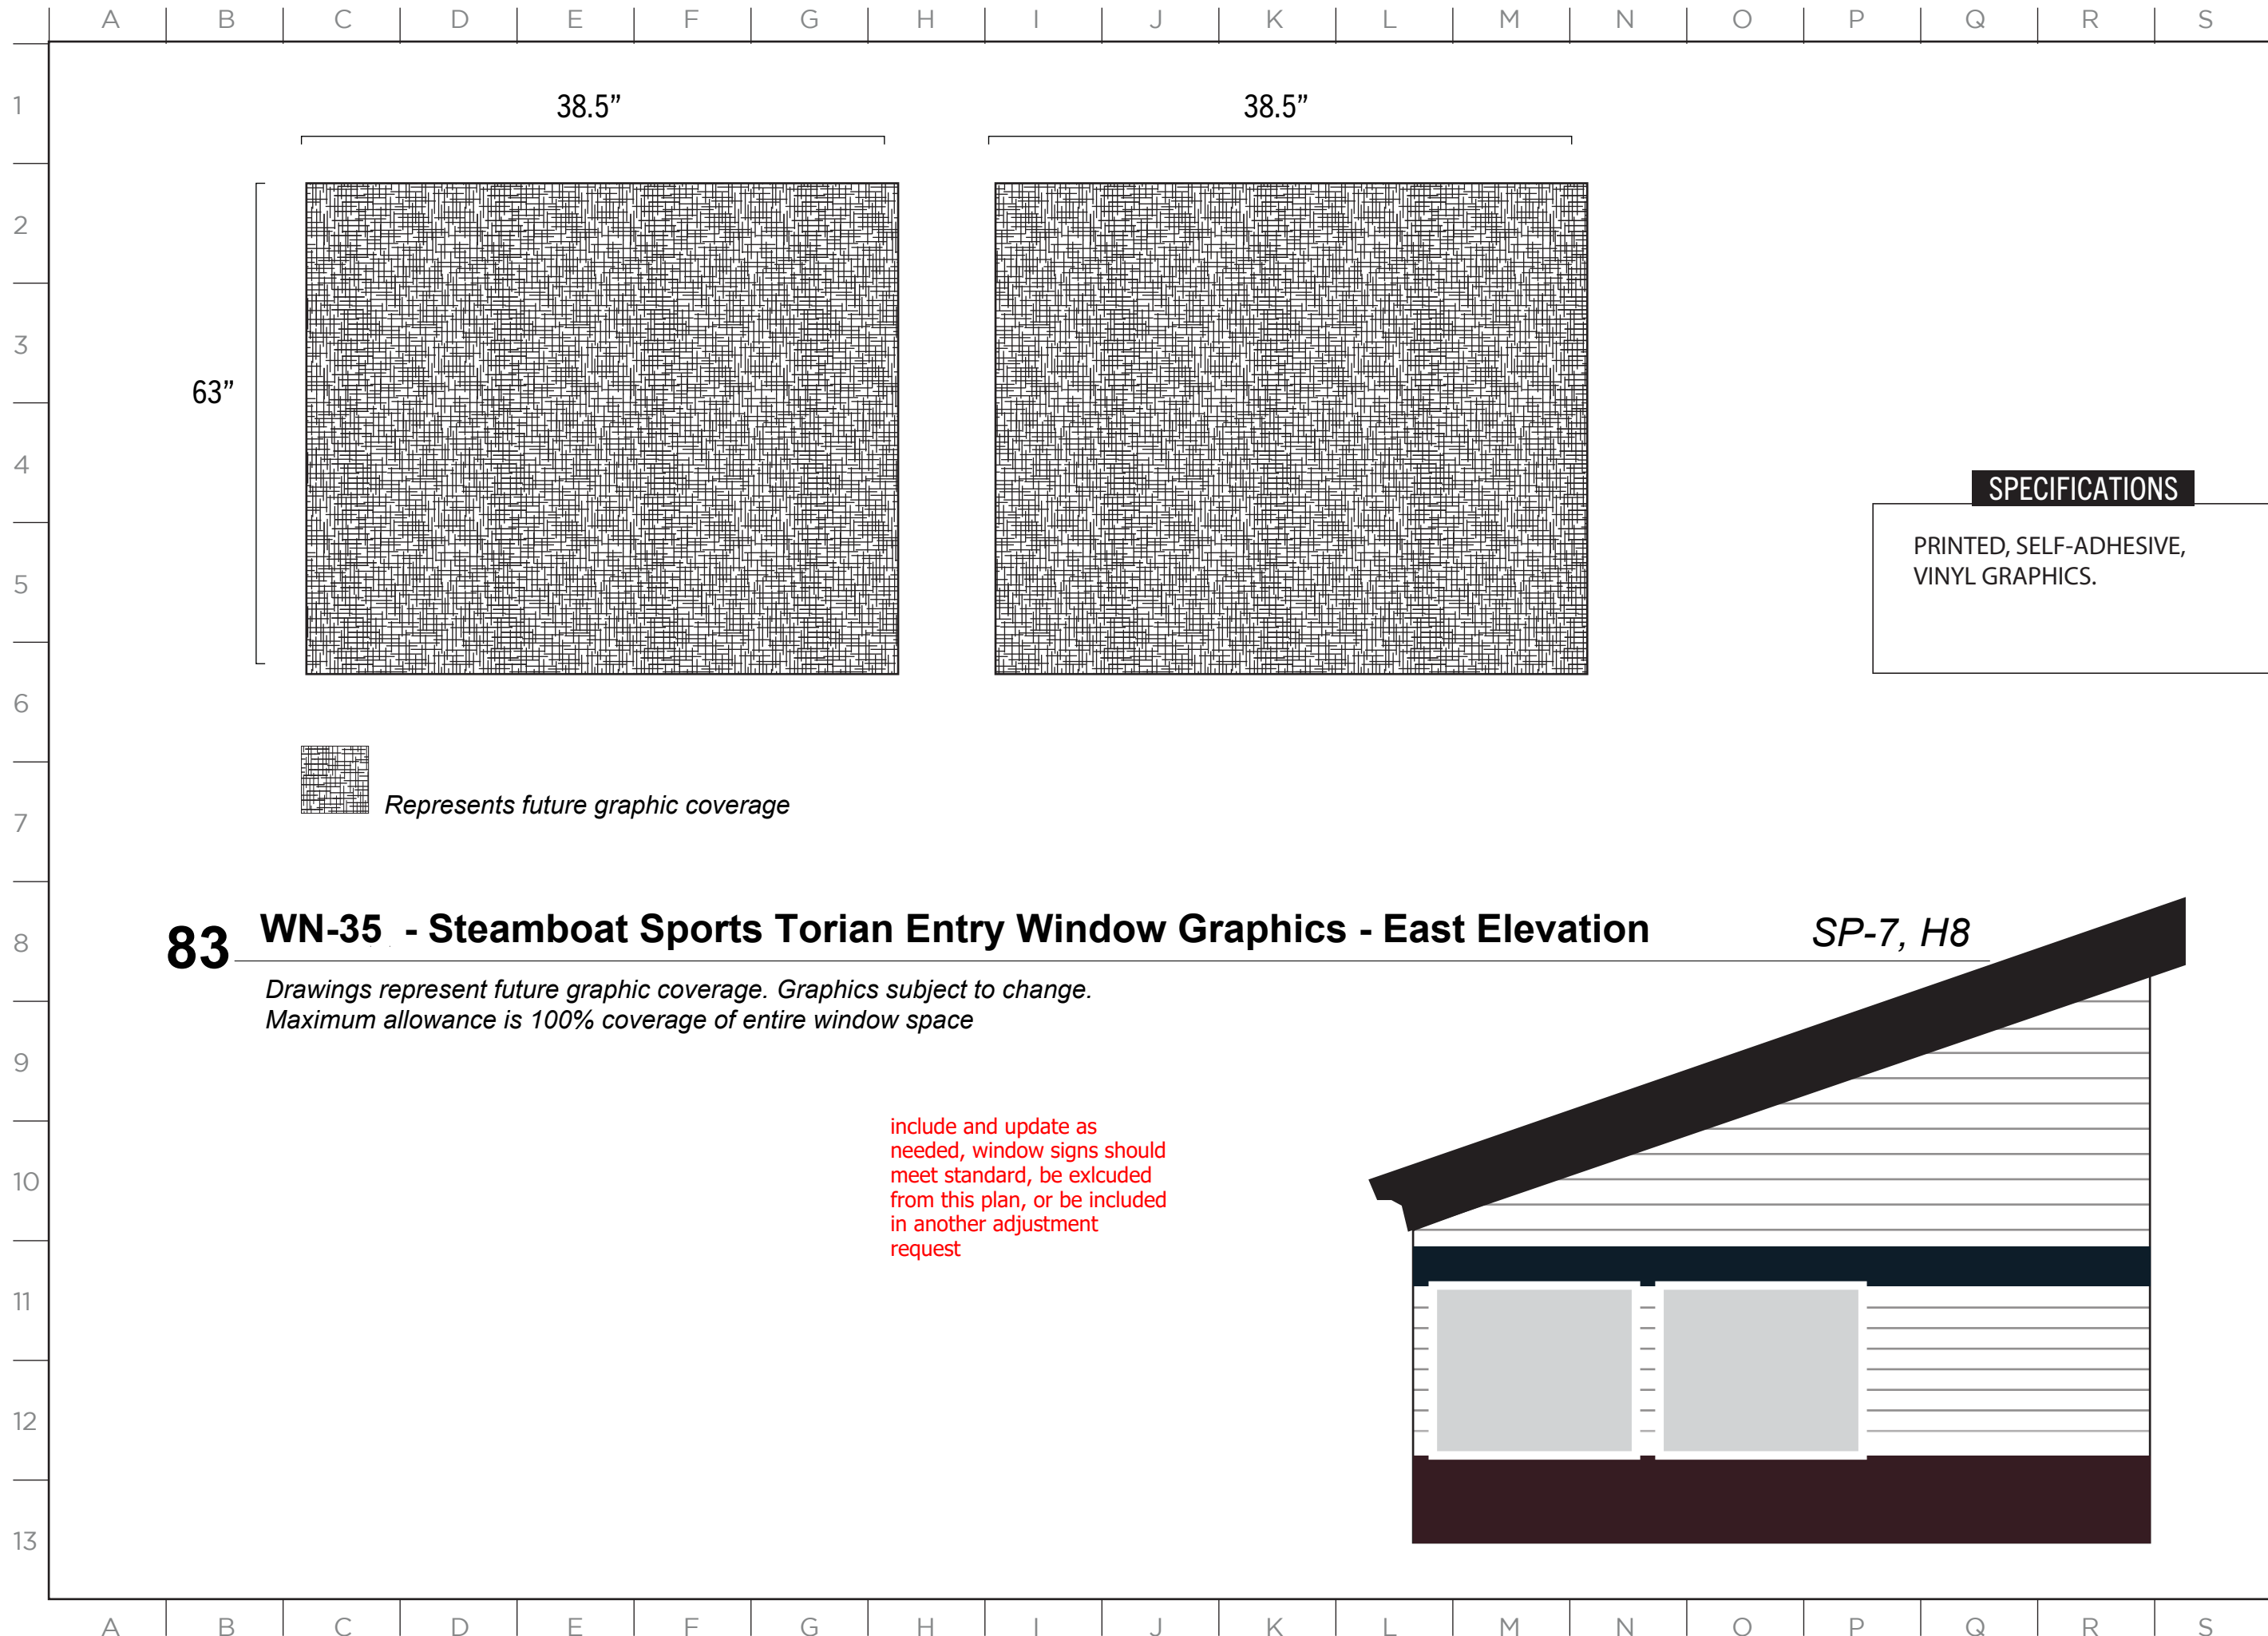 A B C D E F G H I J K L M N O P Q R S
1
38.5”
38.5”
2
3
63”
4
SPECIFICATIONS
PRINTED, SELF-ADHESIVE,
VINYL GRAPHICS.
5
6
Represents future graphic coverage
7
8
83
WN-35 - Steamboat Sports Torian Entry Window Graphics - East Elevation
SP-7, H8
Drawings represent future graphic coverage. Graphics subject to change.
Maximum allowance is 100% coverage of entire window space
9
include and update as
needed, window signs should
meet standard, be exlcuded
from this plan, or be included
in another adjustment
request
10
11
12
13
A B C D E F G H I J K L M N O P Q R S